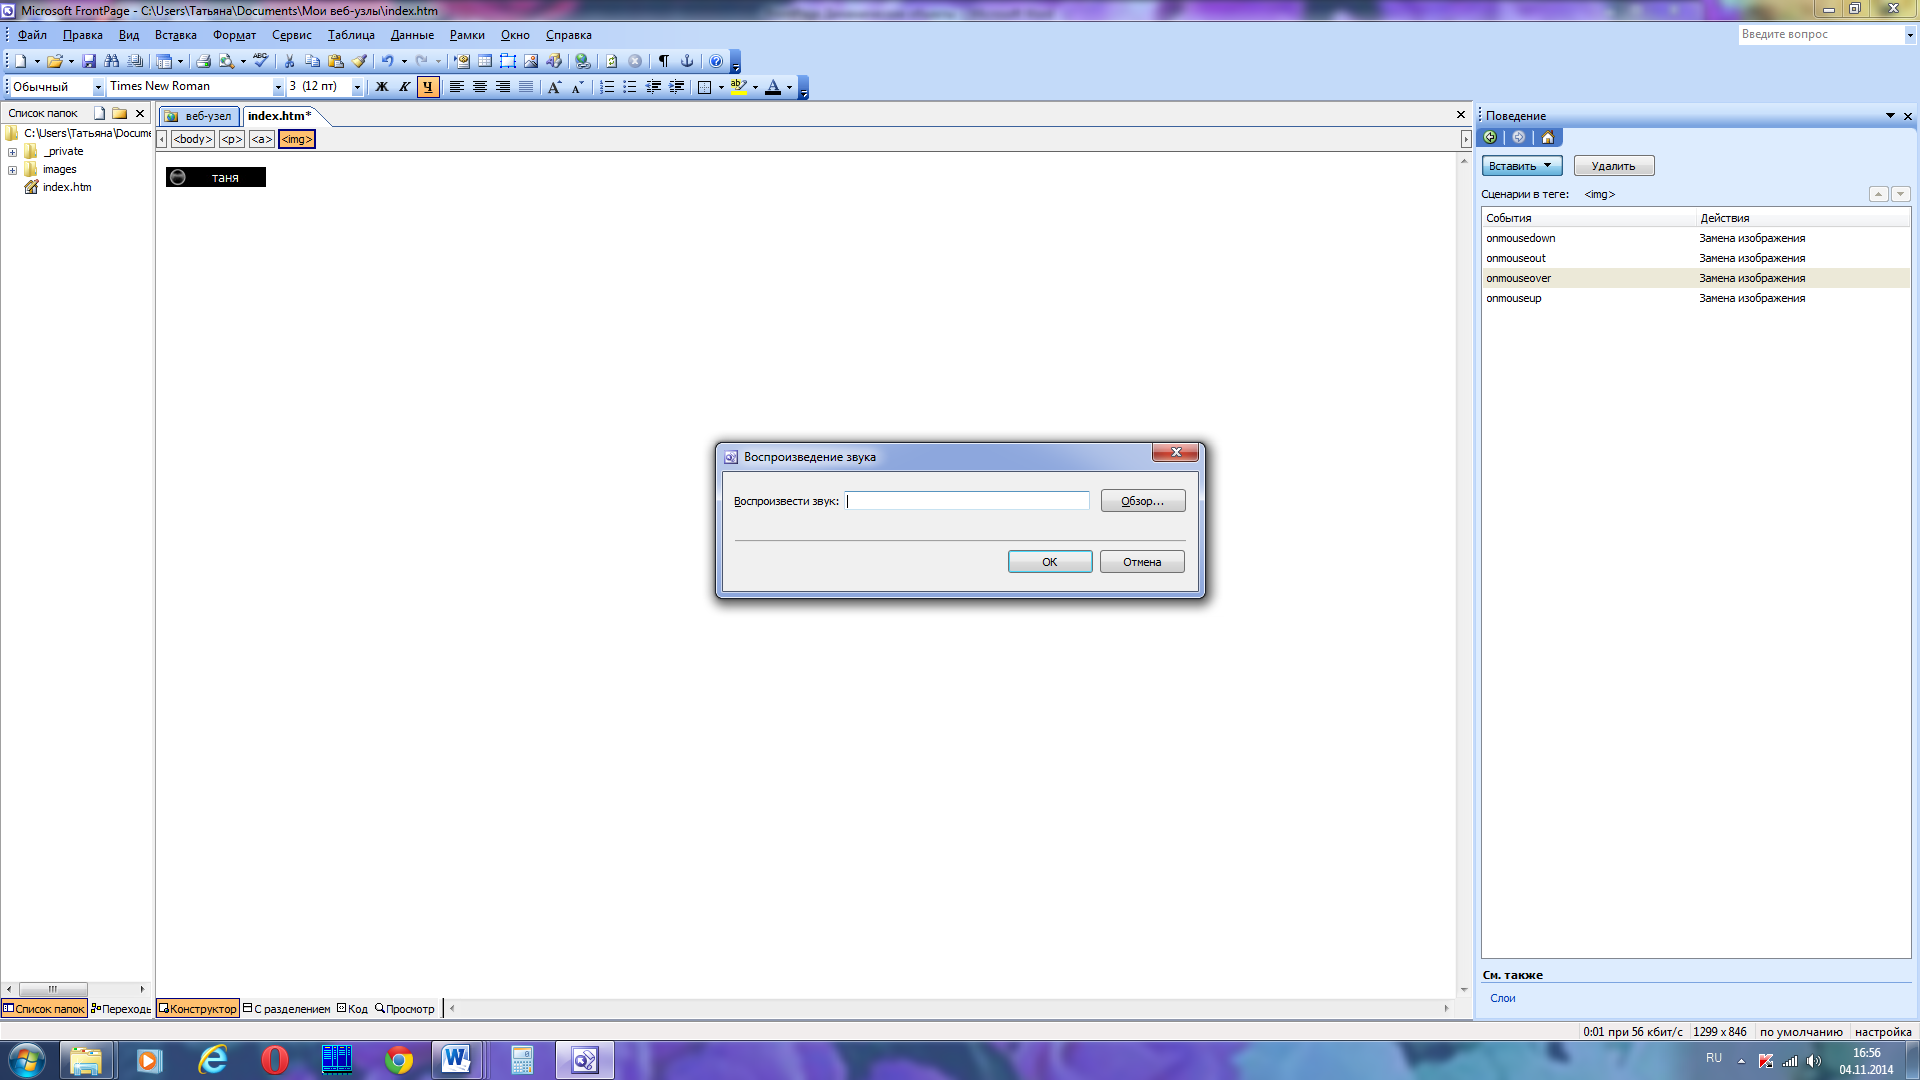 Microsoft FrontPage - C:\Users\Татьяна\Documents\Мои веб-узлы\index.htm
Файл Правка Вид Вставка Формат Сервис Таблица Данные Рамки Окно Справка
Введите вопрос
Обычный Times New Roman 3 (12 пт) Ж К Ч
Список папок
веб-узел index.htm*
Поведение
C:\Users\Татьяна\Docume
<body> <p> <a> <img>
_private
images
index.htm
таня
Вставить Удалить
Сценарии в теге: <img>
События Действия
onmousedown Замена изображения
onmouseout Замена изображения
onmouseover Замена изображения
onmouseup Замена изображения
Воспроизведение звука
Воспроизвести звук: Обзор...
ОК Отмена
См. также
Слои
Список папок Переходы Конструктор С разделением Код Просмотр
0:01 при 56 кбит/с 1299 x 846 по умолчанию настройка
RU 16:56
04.11.2014